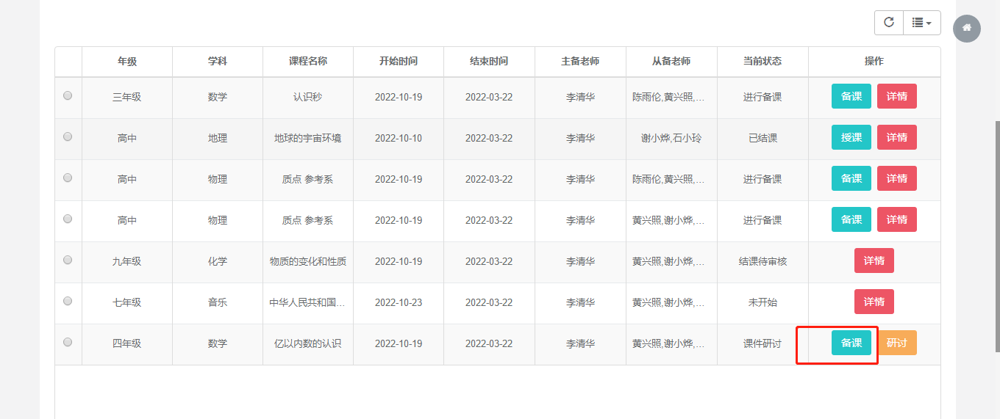 年级 学科 课程名称 开始时间 结束时间 主备老师 从备老师 当前状态 操作
三年级 数学 认识秒 2022-10-19 2022-03-22 李清华 陈雨伦,黄兴照,... 进行备课 备课 详情
高中 地理 地球的宇宙环境 2022-10-10 2022-03-22 李清华 谢小烨,石小玲 已结课 授课 详情
高中 物理 质点 参考系 2022-10-19 2022-03-22 李清华 陈雨伦,黄兴照,... 进行备课 备课 详情
高中 物理 质点 参考系 2022-10-19 2022-03-22 李清华 黄兴照,谢小烨,... 进行备课 备课 详情
九年级 化学 物质的变化和性质 2022-10-19 2022-03-22 李清华 黄兴照,谢小烨,... 结课待审核 详情
七年级 音乐 中华人民共和国... 2022-10-23 2022-03-22 李清华 黄兴照,谢小烨,... 未开始 详情
四年级 数学 亿以内数的认识 2022-10-19 2022-03-22 李清华 黄兴照,谢小烨,... 课件研讨 备课 研讨